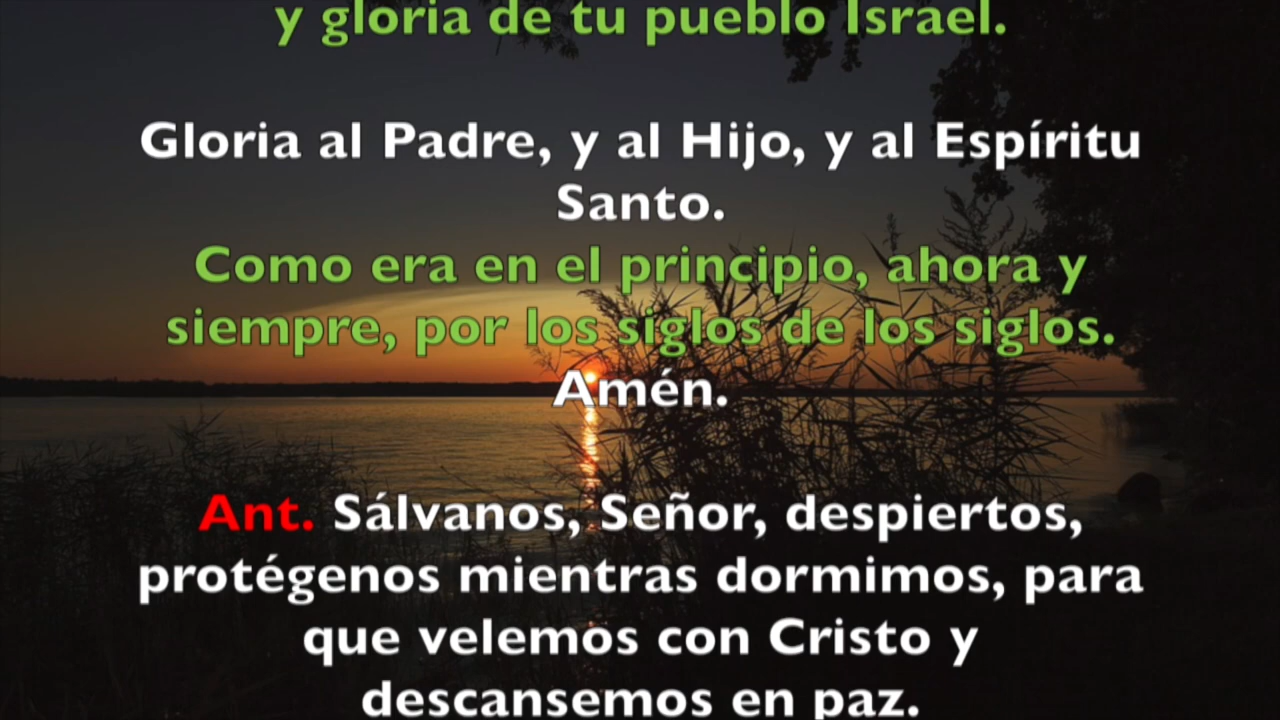 y gloria de tu pueblo Israel.
Gloria al Padre, y al Hijo, y al Espíritu
Santo.
Como era en el principio, ahora y
siempre, por los siglos de los siglos.
Amén.
Ant. Sálvanos, Señor, despiertos,
protégenos mientras dormimos, para
que velemos con Cristo y
descansemos en paz.